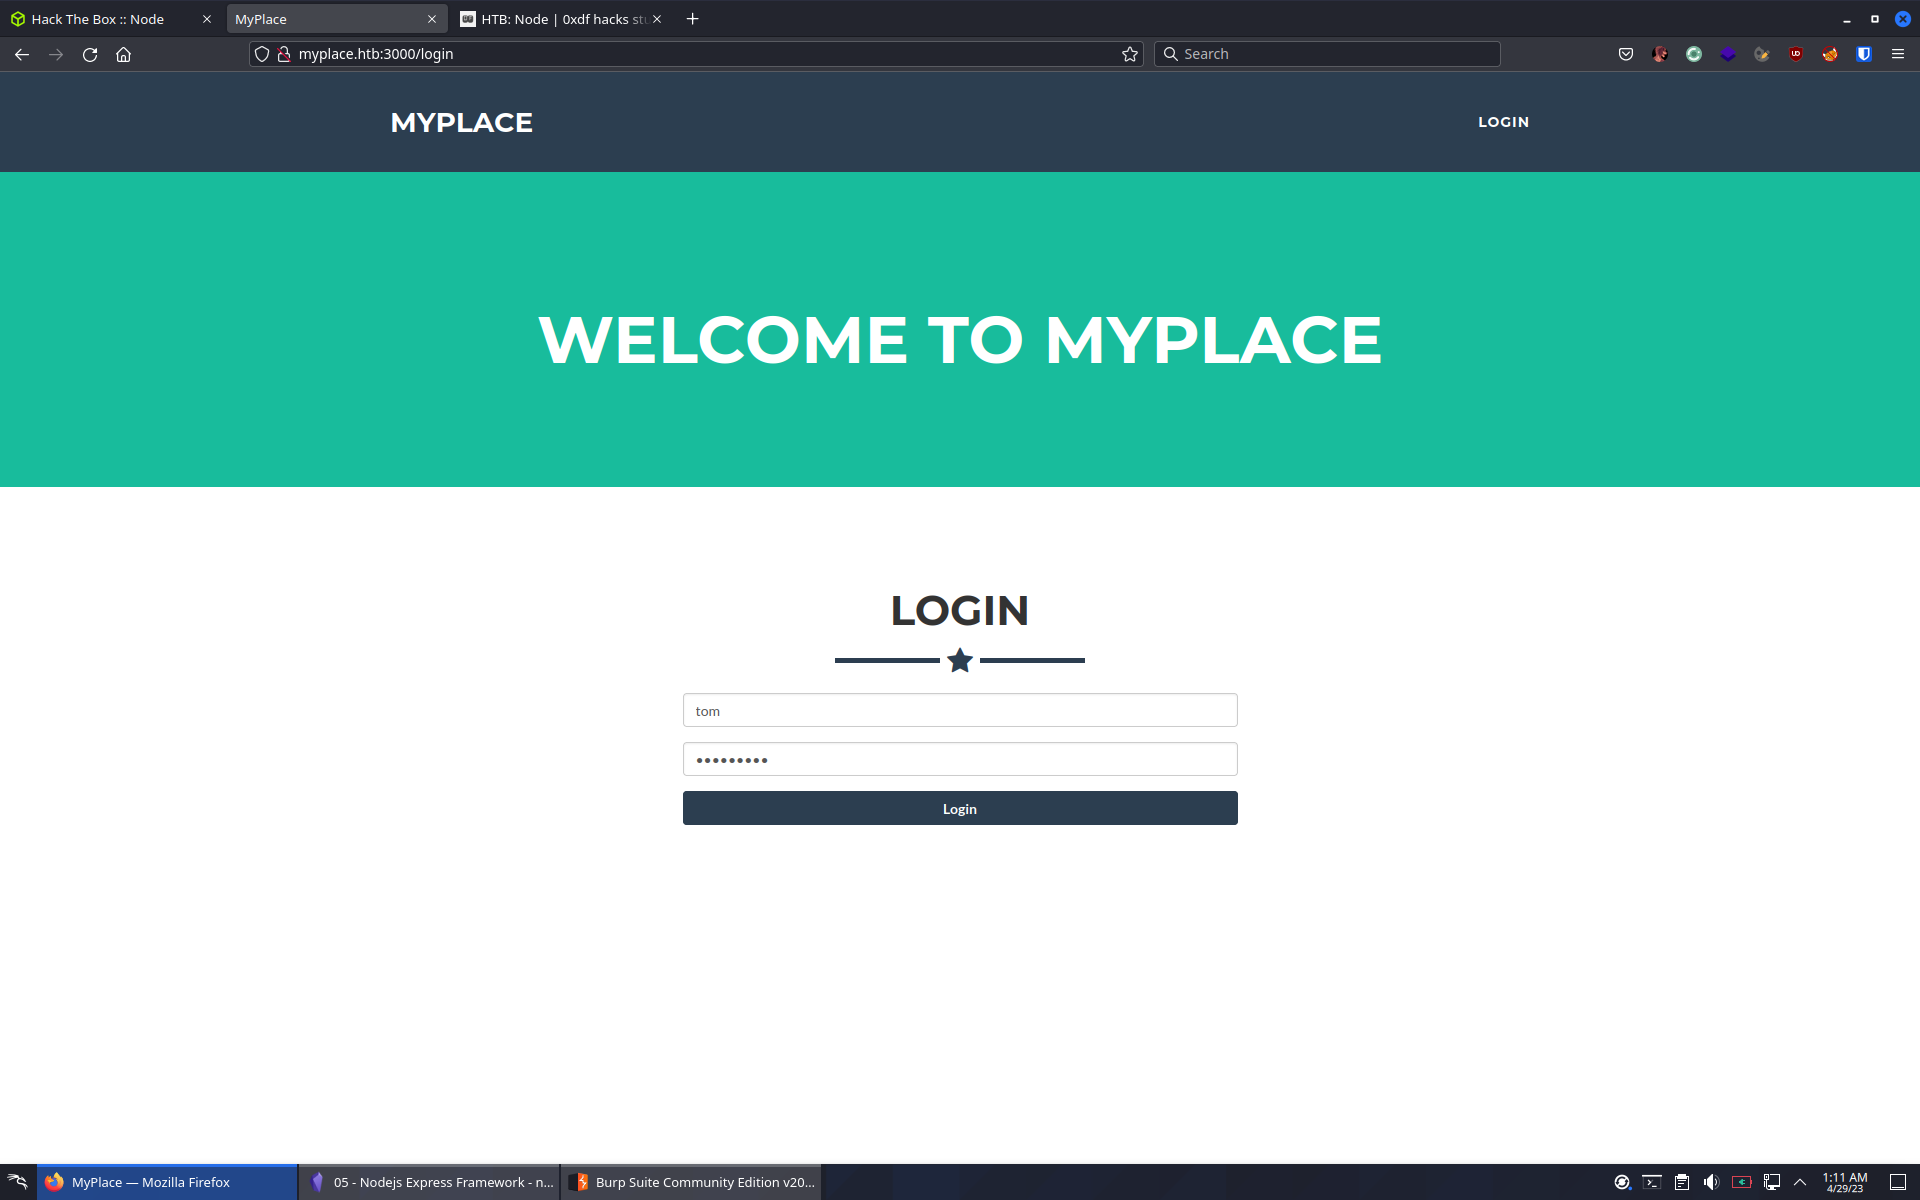 Hack The Box :: Node
MyPlace
HTB: Node | 0xdf hacks stu
myplace.htb:3000/login
Search
MYPLACE
LOGIN
WELCOME TO MYPLACE
LOGIN
tom
•••••••••
Login
MyPlace — Mozilla Firefox
05 - Nodejs Express Framework - n...
Burp Suite Community Edition v20...
1:11 AM
4/29/23